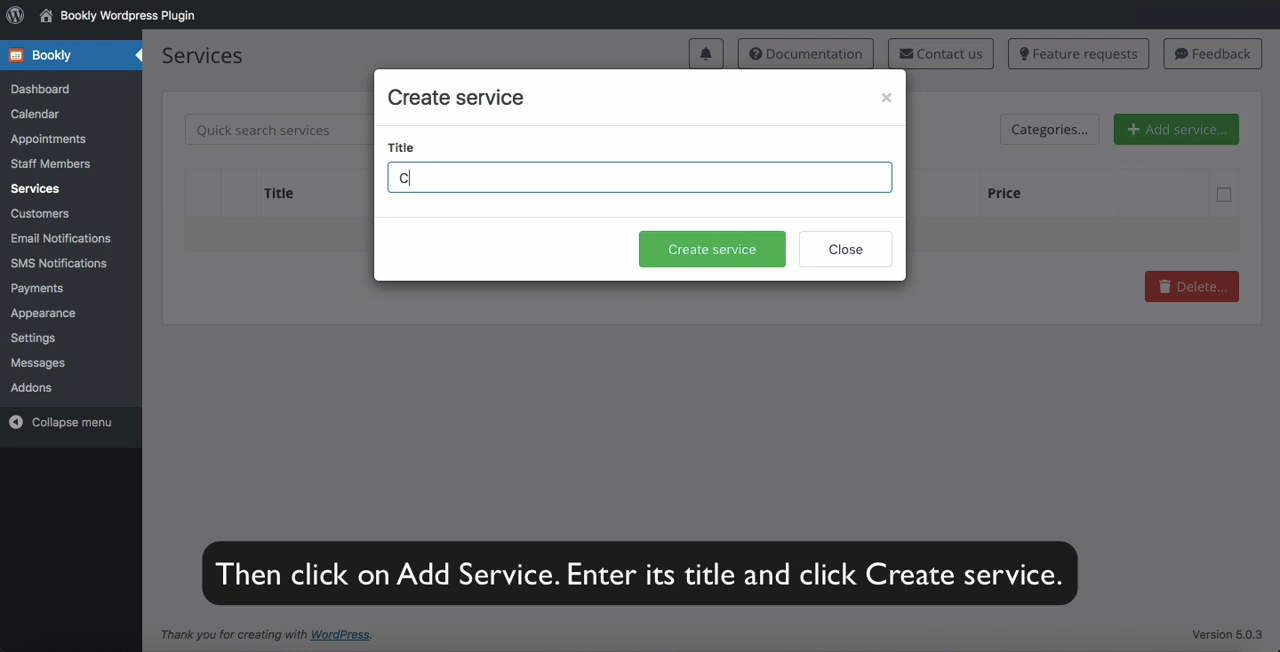 Bookly Wordpress Plugin
Bookly
Dashboard
Calendar
Appointments
Staff Members
Services
Customers
Email Notifications
SMS Notifications
Payments
Appearance
Settings
Messages
Addons
Collapse menu
Services
Documentation
Contact us
Feature requests
Feedback
Quick search services
Categories...
Add service...
Title
Price
Delete...
Create service
×
Title
C
Create service
Close
Then click on Add Service. Enter its title and click Create service.
Thank you for creating with WordPress.
Version 5.0.3